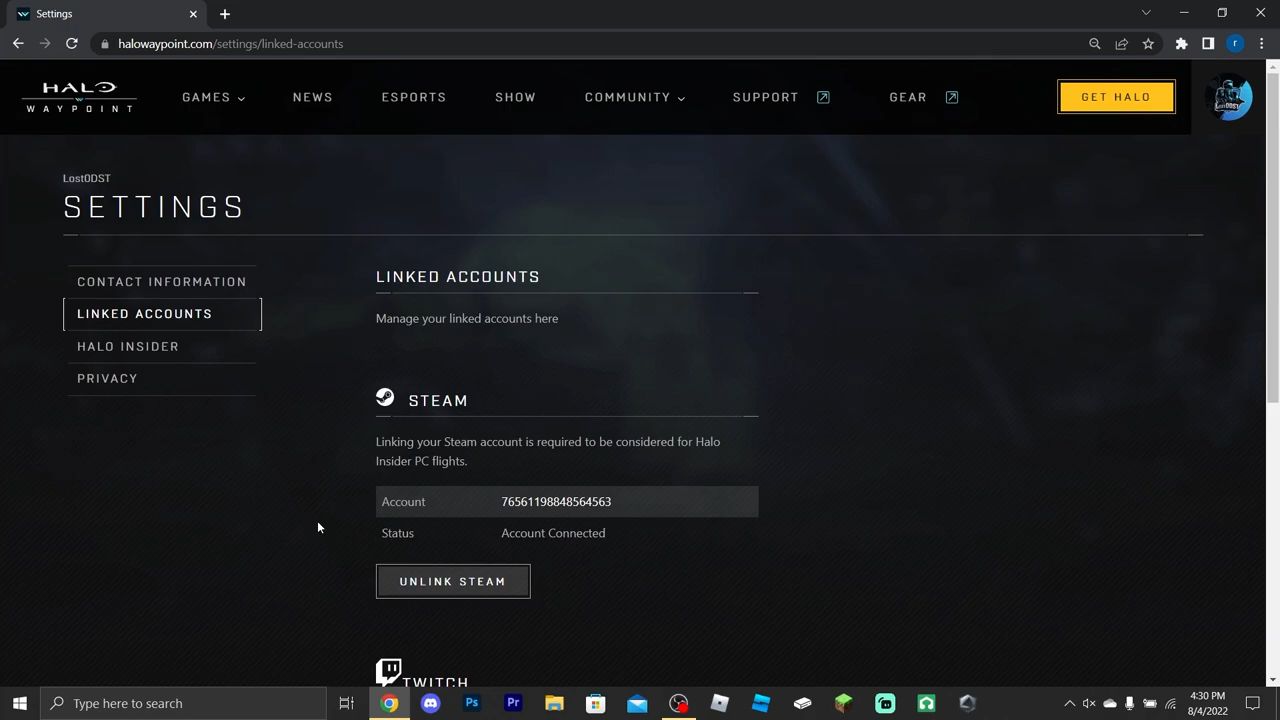 Settings
halowaypoint.com/settings/linked-accounts
r
HALO
WAYPOINT
GAMES
NEWS
ESPORTS
SHOW
COMMUNITY
SUPPORT
GEAR
GET HALO
LostODST
SETTINGS
CONTACT INFORMATION
LINKED ACCOUNTS
HALO INSIDER
PRIVACY
LINKED ACCOUNTS
Manage your linked accounts here
STEAM
Linking your Steam account is required to be considered for Halo
Insider PC flights.
Account 76561198848564563
Status Account Connected
UNLINK STEAM
TWITCH
Type here to search
Ps
Pr
4:30 PM
8/4/2022